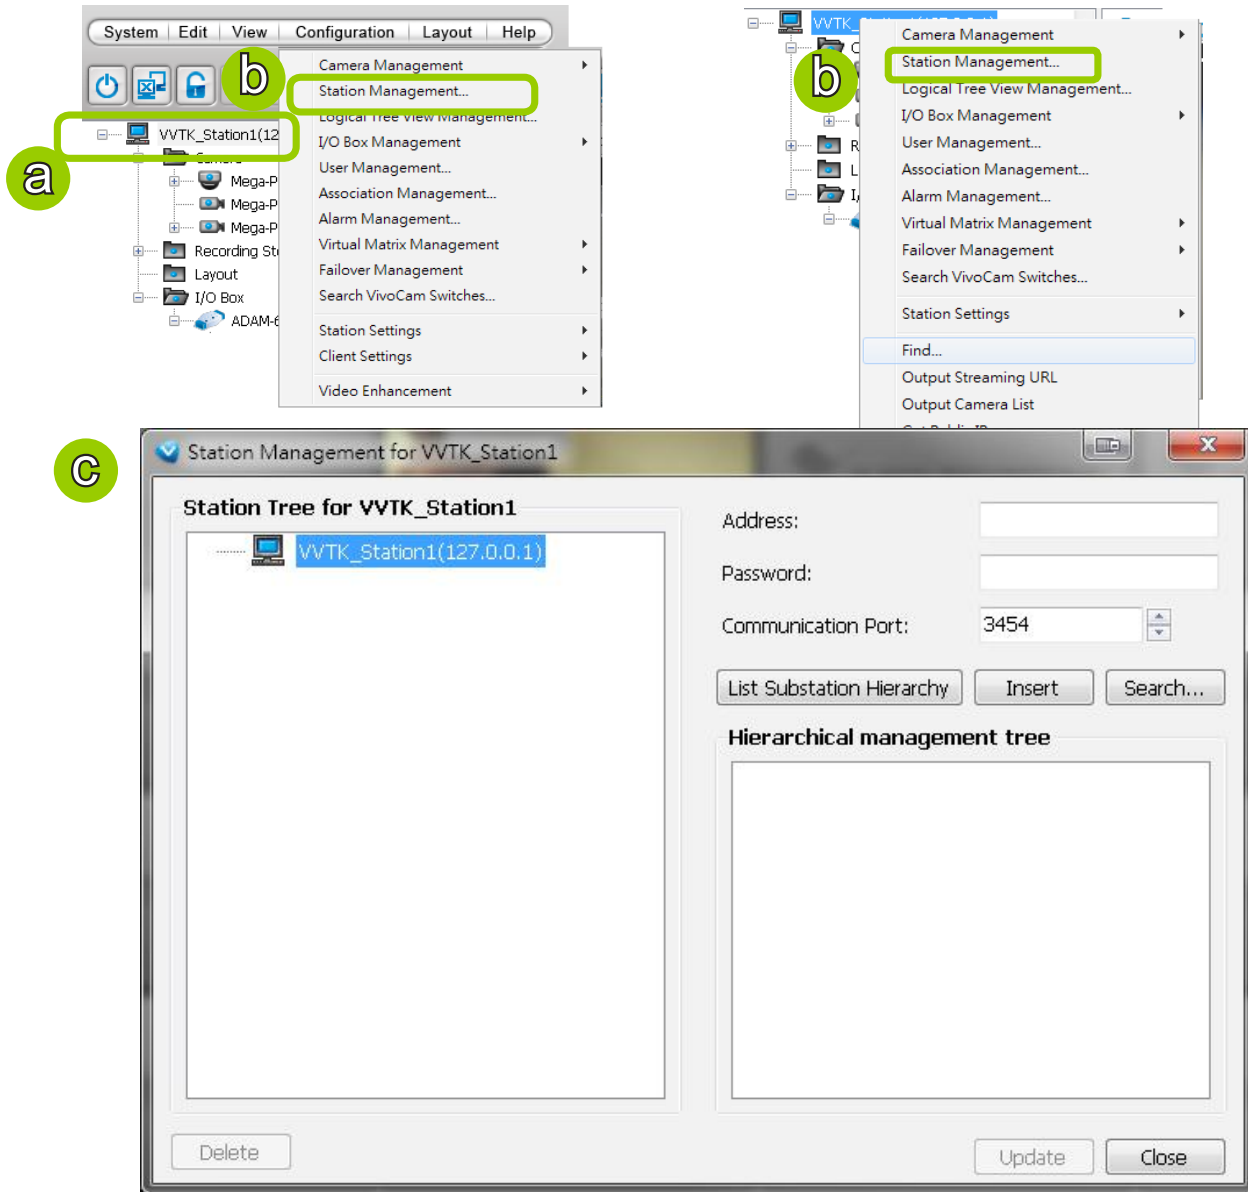 System Edit View Configuration Layout Help
b
Camera Management
Station Management...
Logical Tree View Management...
I/O Box Management
User Management...
Association Management...
Alarm Management...
Virtual Matrix Management
Failover Management
Search VivoCam Switches...
Station Settings
Client Settings
Video Enhancement
a
VVTK_Station1(12
Camera
Mega-P
Mega-P
Mega-P
Recording Sto
Layout
I/O Box
ADAM-6
b
Camera Management
Station Management...
Logical Tree View Management...
I/O Box Management
User Management...
Association Management...
Alarm Management...
Virtual Matrix Management
Failover Management
Search VivoCam Switches...
Station Settings
Find...
Output Streaming URL
Output Camera List
c
Station Management for VVTK_Station1
Station Tree for VVTK_Station1
VVTK_Station1(127.0.0.1)
Address:
Password:
Communication Port: 3454
List Substation Hierarchy Insert Search...
Hierarchical management tree
Delete Update Close